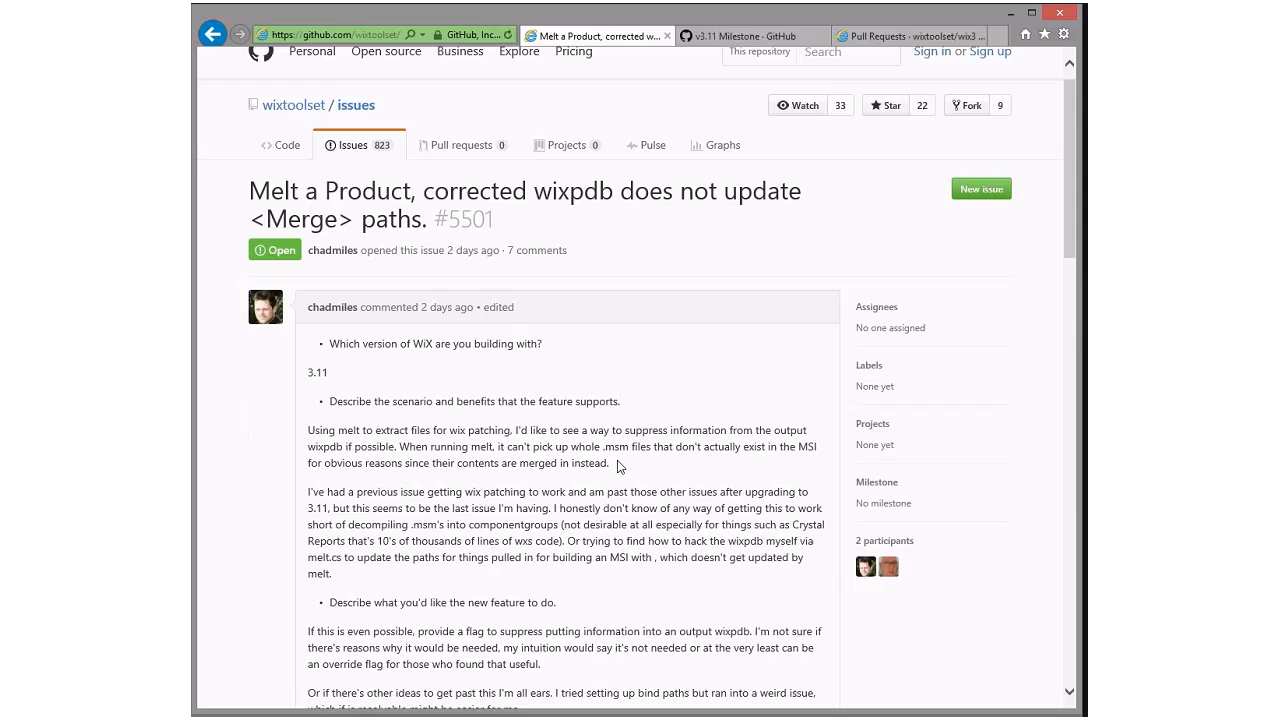 https://github.com/wixtoolset/
GitHub, Inc...
Melt a Product, corrected w...
v3.11 Milestone - GitHub
Pull Requests - wixtoolset/wix3 ...
Personal
Open source
Business
Explore
Pricing
This repository
Search
Sign in or Sign up
wixtoolset / issues
Watch 33
Star 22
Fork 9
<> Code
Issues 823
Pull requests 0
Projects 0
Pulse
Graphs
Melt a Product, corrected wixpdb does not update
<Merge> paths. #5501
New issue
Open chadmiles opened this issue 2 days ago · 7 comments
chadmiles commented 2 days ago • edited
• Which version of WiX are you building with?
3.11
• Describe the scenario and benefits that the feature supports.
Using melt to extract files for wix patching, I'd like to see a way to suppress information from the output
wixpdb if possible. When running melt, it can't pick up whole .msm files that don't actually exist in the MSI
for obvious reasons since their contents are merged in instead.
I've had a previous issue getting wix patching to work and am past those other issues after upgrading to
3.11, but this seems to be the last issue I'm having. I honestly don't know of any way of getting this to work
short of decompiling .msm's into componentgroups (not desirable at all especially for things such as Crystal
Reports that's 10's of thousands of lines of wxs code). Or trying to find how to hack the wixpdb myself via
melt.cs to update the paths for things pulled in for building an MSI with , which doesn't get updated by
melt.
• Describe what you'd like the new feature to do.
If this is even possible, provide a flag to suppress putting information into an output wixpdb. I'm not sure if
there's reasons why it would be needed, my intuition would say it's not needed or at the very least can be
an override flag for those who found that useful.
Or if there's other ideas to get past this I'm all ears. I tried setting up bind paths but ran into a weird issue,
which if is resolvable might be easier for me.
Assignees
No one assigned
Labels
None yet
Projects
None yet
Milestone
No milestone
2 participants